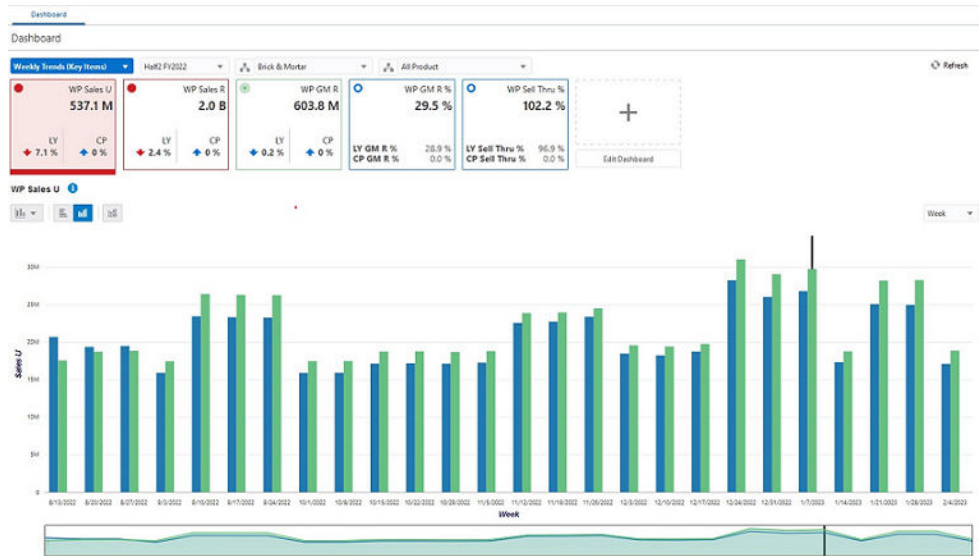 Dashboard
Dashboard
Weekly Trends (Key Items) Half2 FY2022 Brick & Mortar All Product Refresh
WP Sales U WP Sales R WP GM R WP GM R % WP Sell Thru %
537.1 M 2.0 B 603.8 M 29.5 % 102.2 %
LY CP LY CP LY CP LY GM R % 28.9 % LY Sell Thru % 96.9 %
7.1 % 0 % 2.4 % 0 % 0.2 % 0 % CP GM R % 0.0 % CP Sell Thru % 0.0 %
Edit Dashboard
WP Sales U
Week
30M
25M
20M
15M
10M
5M
0
Sales U
8/13/2022 8/20/2022 8/27/2022 9/3/2022 9/10/2022 9/17/2022 9/24/2022 10/1/2022 10/8/2022 10/15/2022 10/22/2022 10/29/2022 11/5/2022 11/12/2022 11/19/2022 11/26/2022 12/3/2022 12/10/2022 12/17/2022 12/24/2022 12/31/2022 1/7/2023 1/14/2023 1/21/2023 1/28/2023 2/4/2023
Week